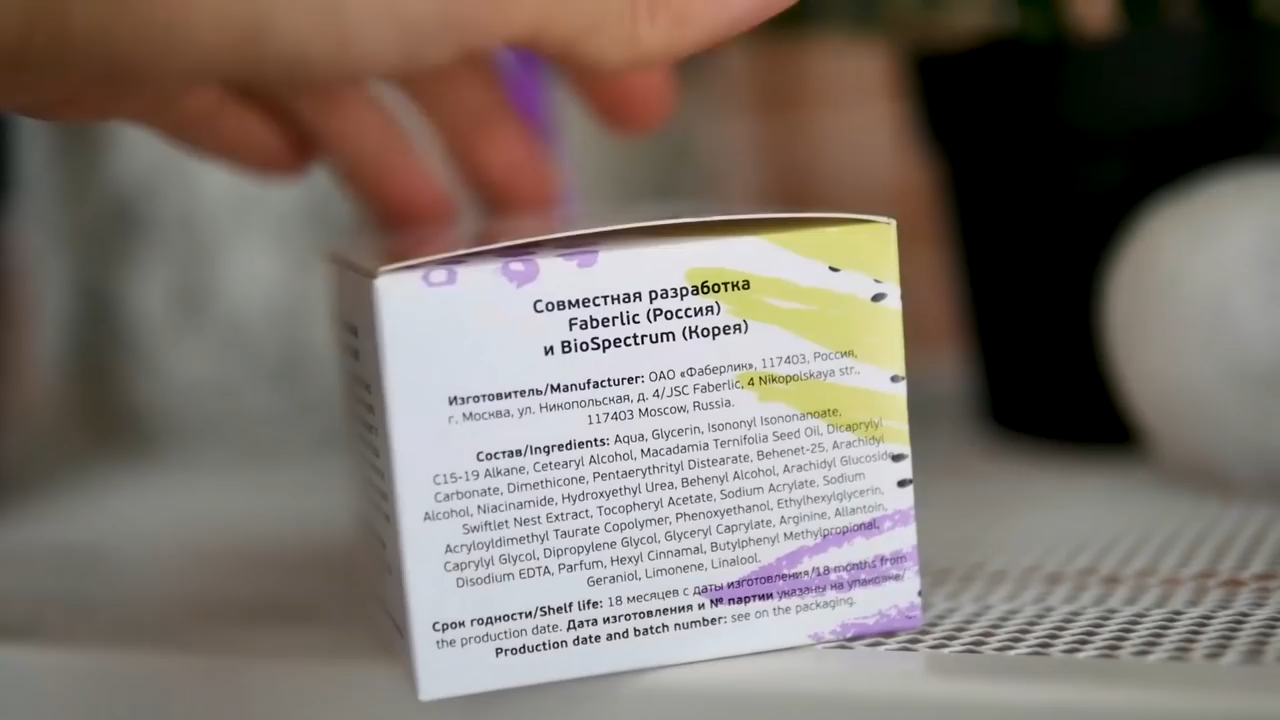 Совместная разработка
Faberlic (Россия)
и BioSpectrum (Корея)
Изготовитель/Manufacturer: ОАО «Фаберлик», 117403, Россия,
г. Москва, ул. Никопольская, д. 4/JSC Faberlic, 4 Nikopolskaya str.,
117403 Moscow, Russia.
Состав/Ingredients: Aqua, Glycerin, Isononyl Isononanoate,
C15-19 Alkane, Cetearyl Alcohol, Macadamia Ternifolia Seed Oil, Dicaprylyl
Carbonate, Dimethicone, Pentaerythrityl Distearate, Beheneth-25, Arachidyl
Alcohol, Niacinamide, Hydroxyethyl Urea, Behenyl Alcohol, Arachidyl Glucoside,
Swiftlet Nest Extract, Tocopheryl Acetate, Sodium Acrylate, Sodium
Acryloyldimethyl Taurate Copolymer, Phenoxyethanol, Ethylhexylglycerin,
Caprylyl Glycol, Dipropylene Glycol, Glyceryl Caprylate, Arginine, Allantoin,
Disodium EDTA, Parfum, Hexyl Cinnamal, Butylphenyl Methylpropional,
Geraniol, Limonene, Linalool.
Срок годности/Shelf life: 18 месяцев с даты изготовления/18 months from
the production date. Дата изготовления и № партии указаны на упаковке/
Production date and batch number: see on the packaging.